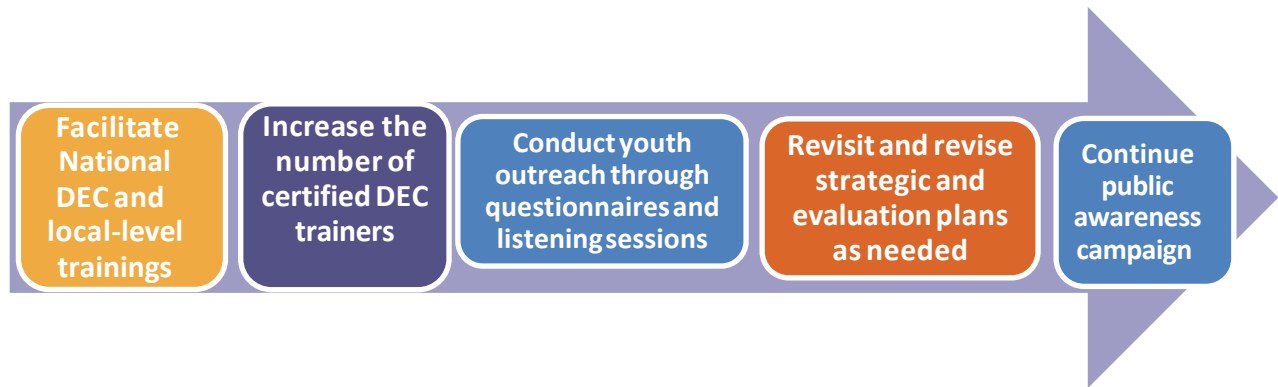 Facilitate
National
DEC and
local-level
trainings
Increase the
number of
certified DEC
trainers
Conduct youth
outreach through
questionnaires and
listening sessions
Revisit and revise
strategic and
evaluation plans
as needed
Continue
public
awareness
campaign